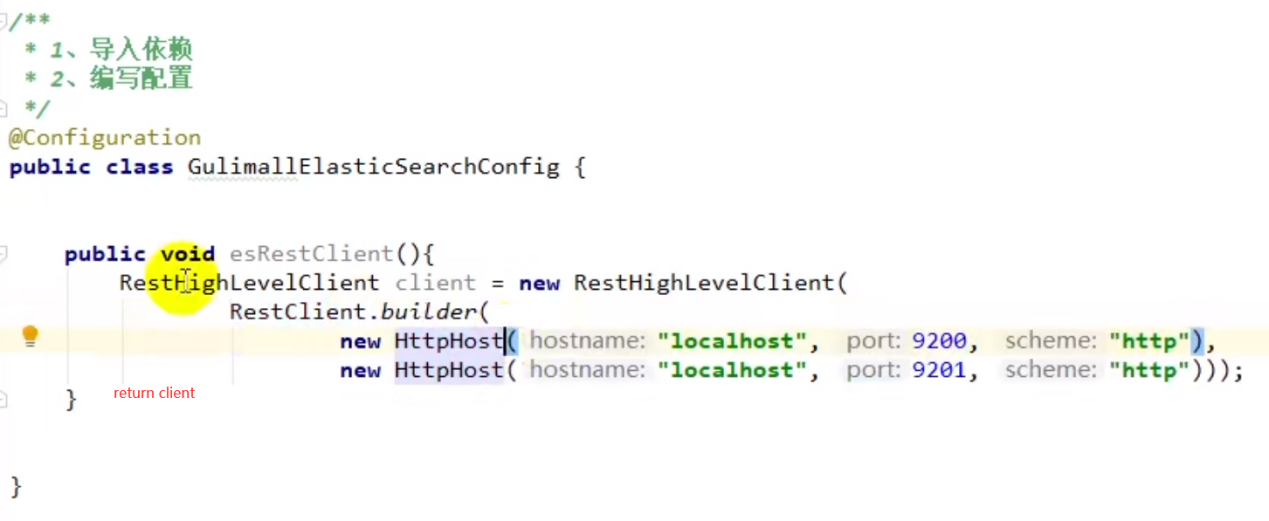 /**
* 1、导入依赖
* 2、编写配置
*/
@Configuration
public class GulimallElasticSearchConfig {
public void esRestClient(){
RestHighLevelClient client = new RestHighLevelClient(
RestClient.builder(
new HttpHost( hostname: "localhost", port: 9200, scheme: "http"),
new HttpHost( hostname: "localhost", port: 9201, scheme: "http")));
return client
}
}